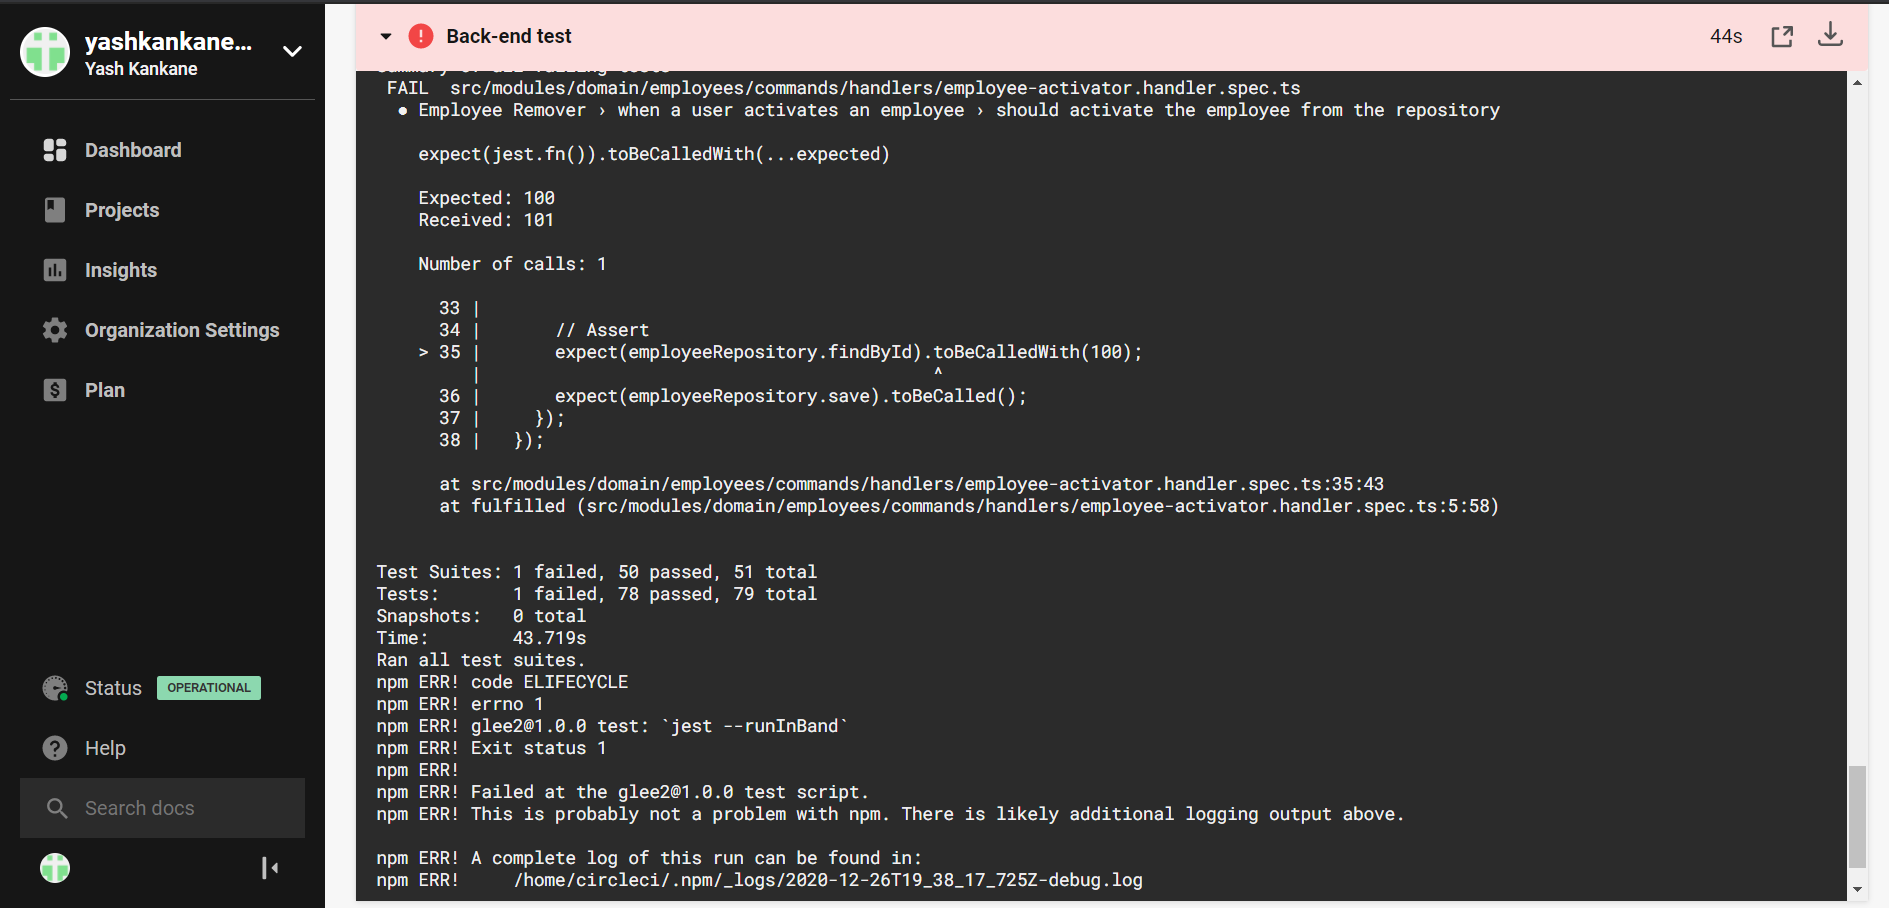 yashkankane...
Yash Kankane
Dashboard
Projects
Insights
Organization Settings
Plan
Status OPERATIONAL
Help
Search docs
Back-end test 44s
Summary of all failing tests
FAIL src/modules/domain/employees/commands/handlers/employee-activator.handler.spec.ts
● Employee Remover › when a user activates an employee › should activate the employee from the repository
expect(jest.fn()).toBeCalledWith(...expected)
Expected: 100
Received: 101
Number of calls: 1
33 |
34 | // Assert
> 35 | expect(employeeRepository.findById).toBeCalledWith(100);
| ^
36 | expect(employeeRepository.save).toBeCalled();
37 | });
38 | });
at src/modules/domain/employees/commands/handlers/employee-activator.handler.spec.ts:35:43
at fulfilled (src/modules/domain/employees/commands/handlers/employee-activator.handler.spec.ts:5:58)
Test Suites: 1 failed, 50 passed, 51 total
Tests: 1 failed, 78 passed, 79 total
Snapshots: 0 total
Time: 43.719s
Ran all test suites.
npm ERR! code ELIFECYCLE
npm ERR! errno 1
npm ERR! glee2@1.0.0 test: `jest --runInBand`
npm ERR! Exit status 1
npm ERR!
npm ERR! Failed at the glee2@1.0.0 test script.
npm ERR! This is probably not a problem with npm. There is likely additional logging output above.
npm ERR! A complete log of this run can be found in:
npm ERR! /home/circleci/.npm/_logs/2020-12-26T19_38_17_725Z-debug.log